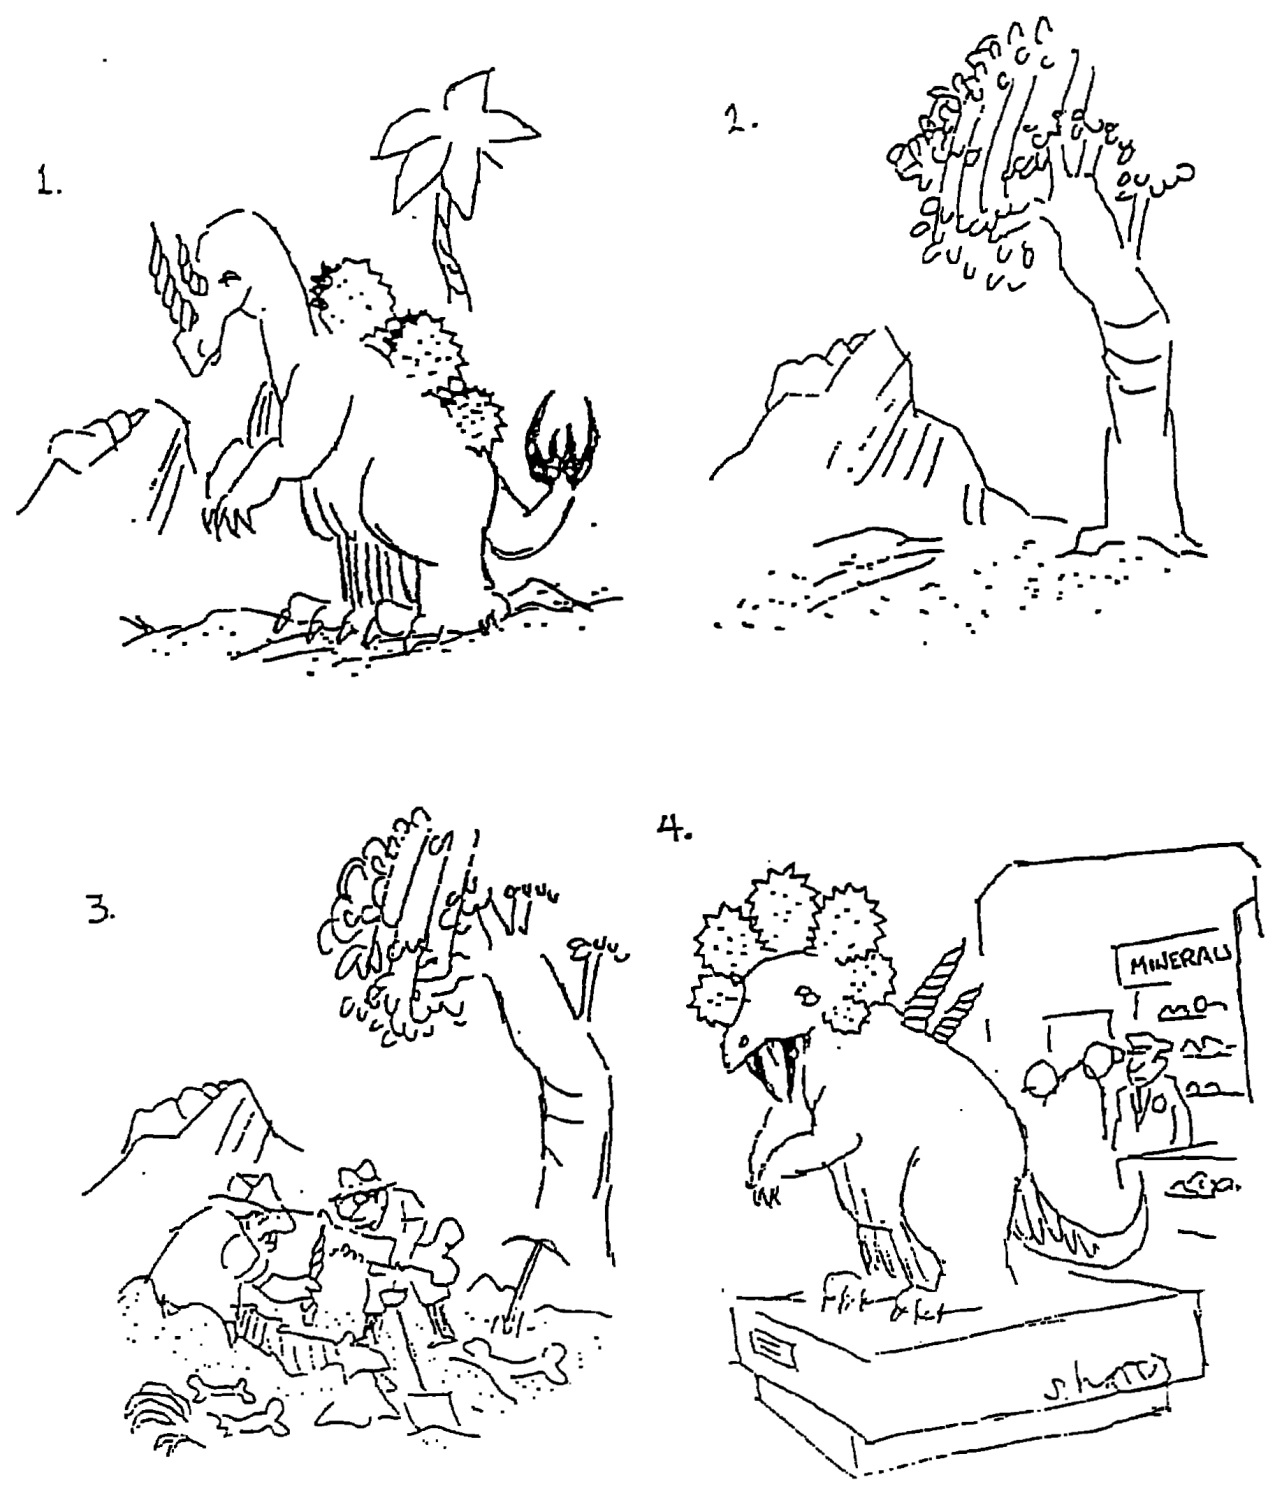 1.
2.
3.
4.
MINERALS